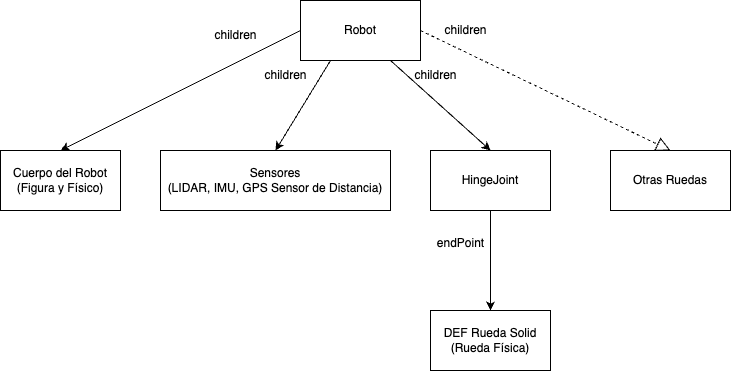 Robot
children
children
children
children
Cuerpo del Robot
(Figura y Físico)
Sensores
(LIDAR, IMU, GPS Sensor de Distancia)
HingeJoint
Otras Ruedas
endPoint
DEF Rueda Solid
(Rueda Física)